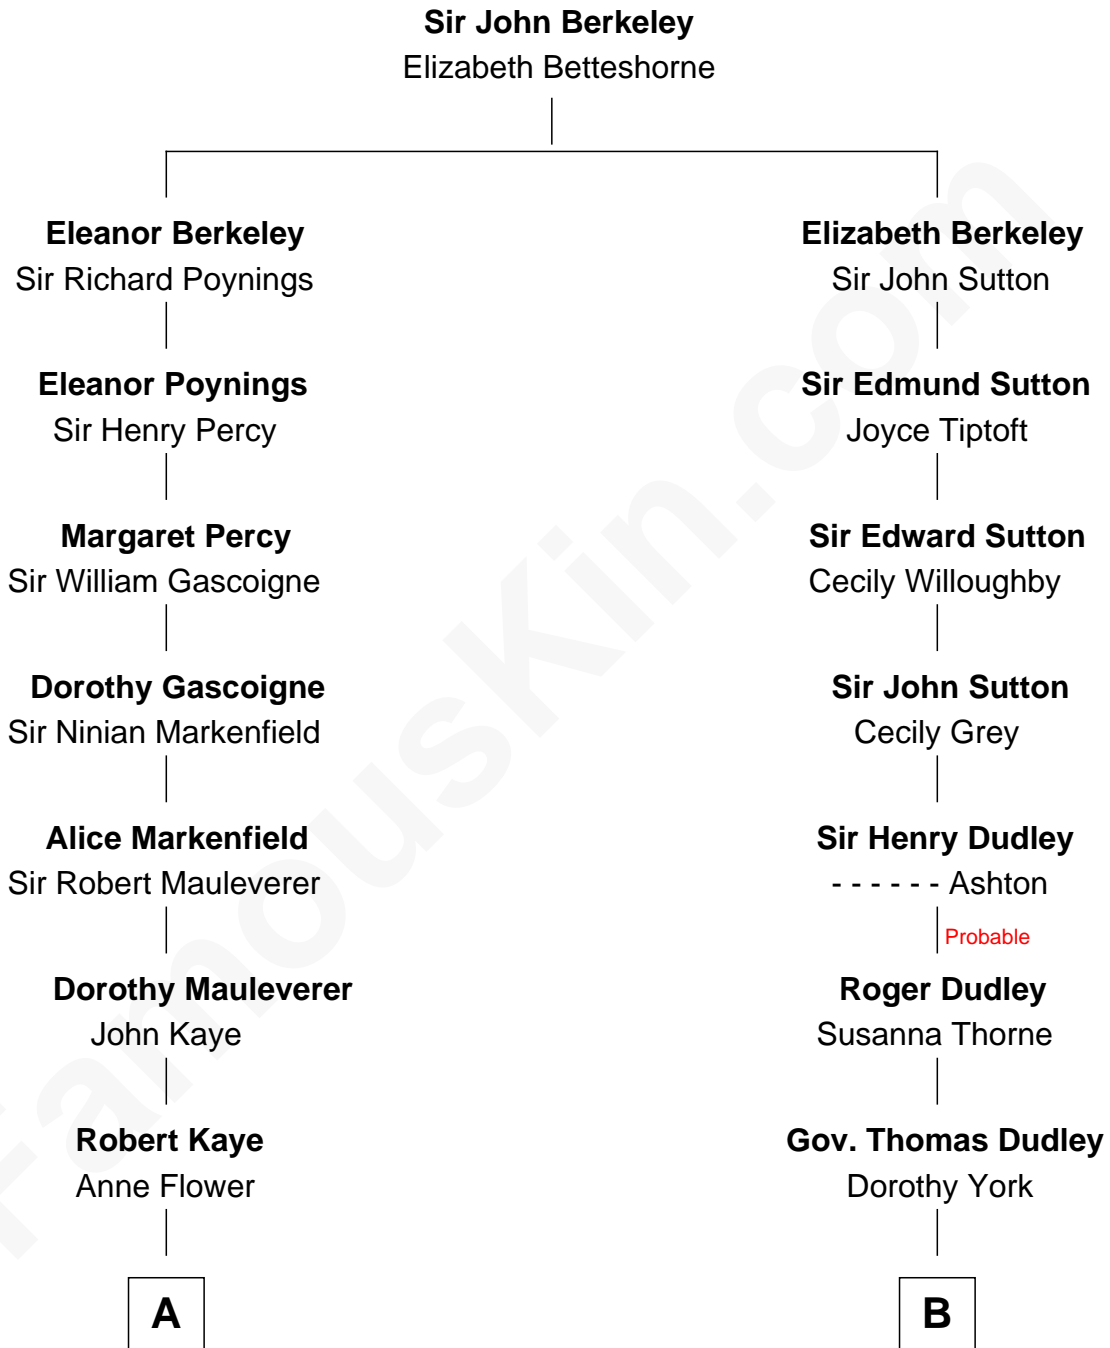 Sir John Berkeley
Elizabeth Betteshorne
Eleanor Berkeley
Sir Richard Poynings
Elizabeth Berkeley
Sir John Sutton
Eleanor Poynings
Sir Henry Percy
Sir Edmund Sutton
Joyce Tiptoft
Margaret Percy
Sir William Gascoigne
Sir Edward Sutton
Cecily Willoughby
Dorothy Gascoigne
Sir Ninian Markenfield
Sir John Sutton
Cecily Grey
Alice Markenfield
Sir Robert Mauleverer
Sir Henry Dudley
- - - - - - Ashton
Probable
Dorothy Mauleverer
John Kaye
Roger Dudley
Susanna Thorne
Robert Kaye
Anne Flower
Gov. Thomas Dudley
Dorothy York
A
B
FamousKin.com